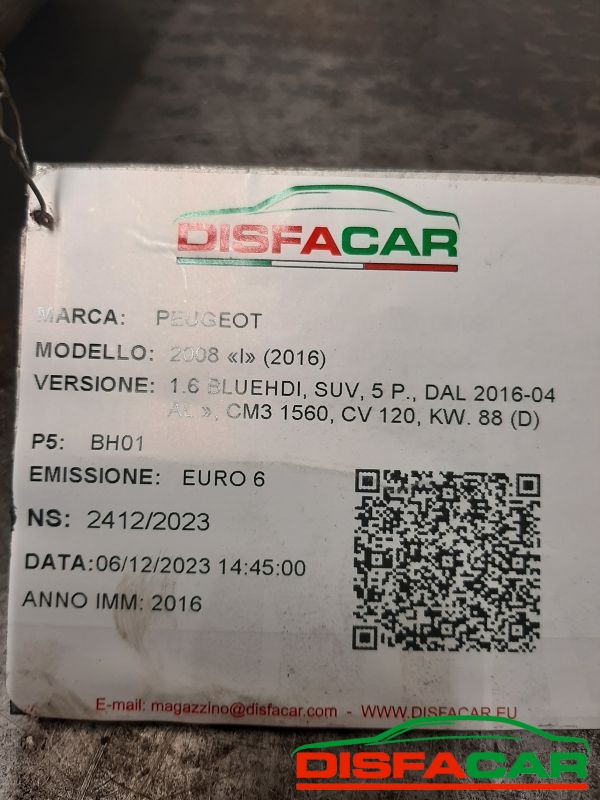 DISFACAR
MARCA: PEUGEOT
MODELLO: 2008 «I» (2016)
VERSIONE: 1.6 BLUEHDI, SUV, 5 P., DAL 2016-04
AL », CM3 1560, CV 120, KW. 88 (D)
P5: BH01
EMISSIONE: EURO 6
NS: 2412/2023
DATA:06/12/2023 14:45:00
ANNO IMM: 2016
E-mail: magazzino@disfacar.com - WWW.DISFACAR.EU
DISFACAR